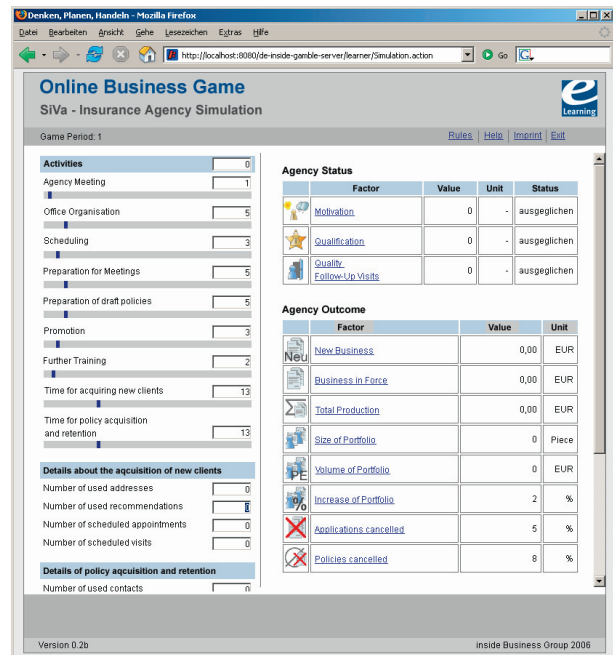 Denken, Planen, Handeln - Mozilla Firefox
Datei Bearbeiten Ansicht Gehe Lesezeichen Extras Hilfe
http://localhost:8080/de-inside-gamble-server/learner/Simulation.action Go G
Online Business Game
SiVa - Insurance Agency Simulation
e Learning
Game Period: 1
Rules Help Imprint Exit
Activities 0
Agency Meeting 1
Office Organisation 5
Scheduling 3
Preparation for Meetings 5
Preparation of draft policies 5
Promotion 3
Further Training 2
Time for acquiring new clients 13
Time for policy acquisition
and retention 13
Details about the aqcuisition of new clients
Number of used addresses 0
Number of used recommendations 0
Number of scheduled appointments 0
Number of scheduled visits 0
Details of policy aqcuisition and retention
Number of used contacts 0
Agency Status
Factor Value Unit Status
Motivation 0 - ausgeglichen
Qualification 0 - ausgeglichen
Quality
Follow-Up Visits 0 - ausgeglichen
Agency Outcome
Factor Value Unit
Neu New Business 0,00 EUR
Business in Force 0,00 EUR
Total Production 0,00 EUR
Size of Portfolio 0 Piece
PE Volume of Portfolio 0 EUR
% Increase of Portfolio 2 %
Applications cancelled 5 %
Policies cancelled 8 %
Version 0.2b
inside Business Group 2006